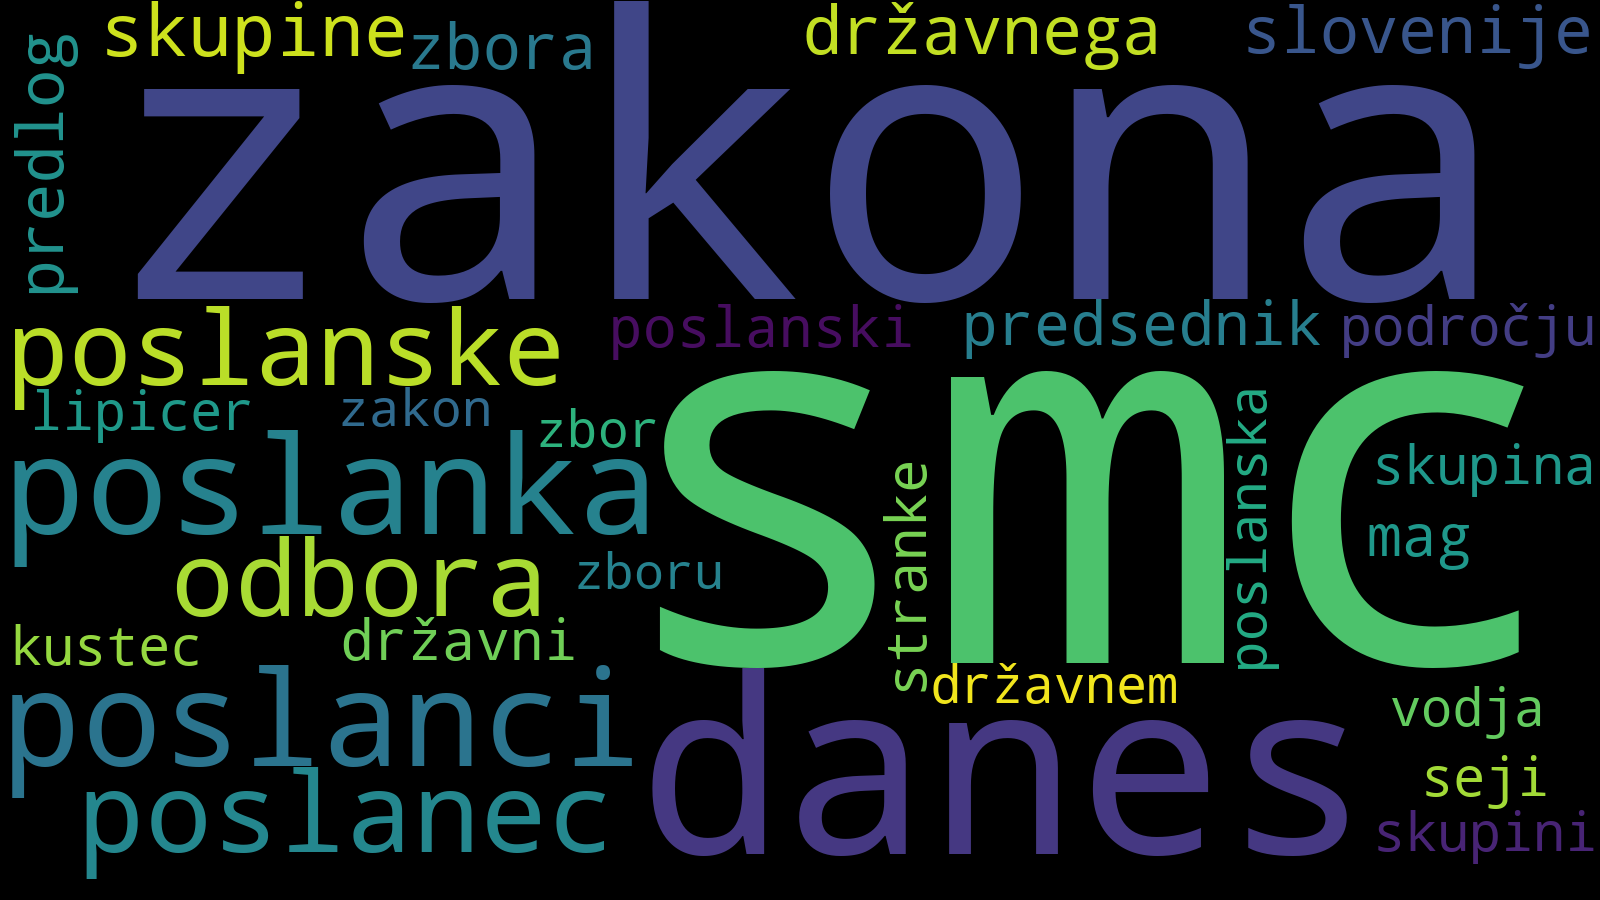 skupine
zbora
državnega
slovenije
predlog
zakona
poslanske
poslanski
predsednik
področju
lipicer
zakon
zbor
smc
poslanka
stranke
poslanska
skupina
mag
odbora
zboru
kustec
državni
državnem
poslanci
danes
vodja
seji
poslanec
skupini